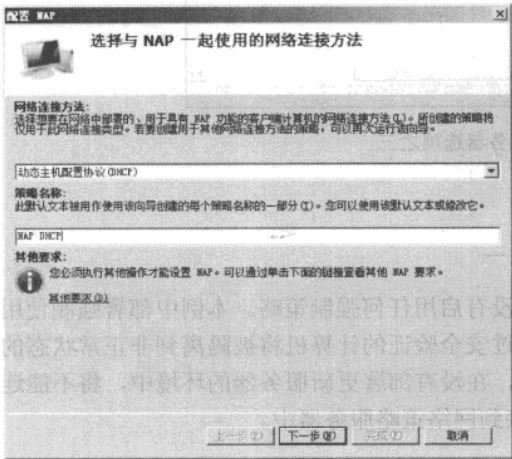 配置 NAP
选择与 NAP 一起使用的网络连接方法
网络连接方法:
选择想要在网络中部署的、用于具有 NAP 功能的客户端计算机的网络连接方法(L)。所创建的策略将
仅用于此网络连接类型。若要创建用于其他网络连接方法的策略，可以再次运行该向导。
动态主机配置协议(DHCP)
策略名称:
此默认文本被用作使用该向导创建的每个策略名称的一部分(I)。您可以使用该默认文本或修改它。
NAP DHCP
其他要求:
您必须执行其他操作才能设置 NAP。可以通过单击下面的链接查看其他 NAP 要求。
其他要求(D)
上一步(P)
下一步(N)
完成(F)
取消